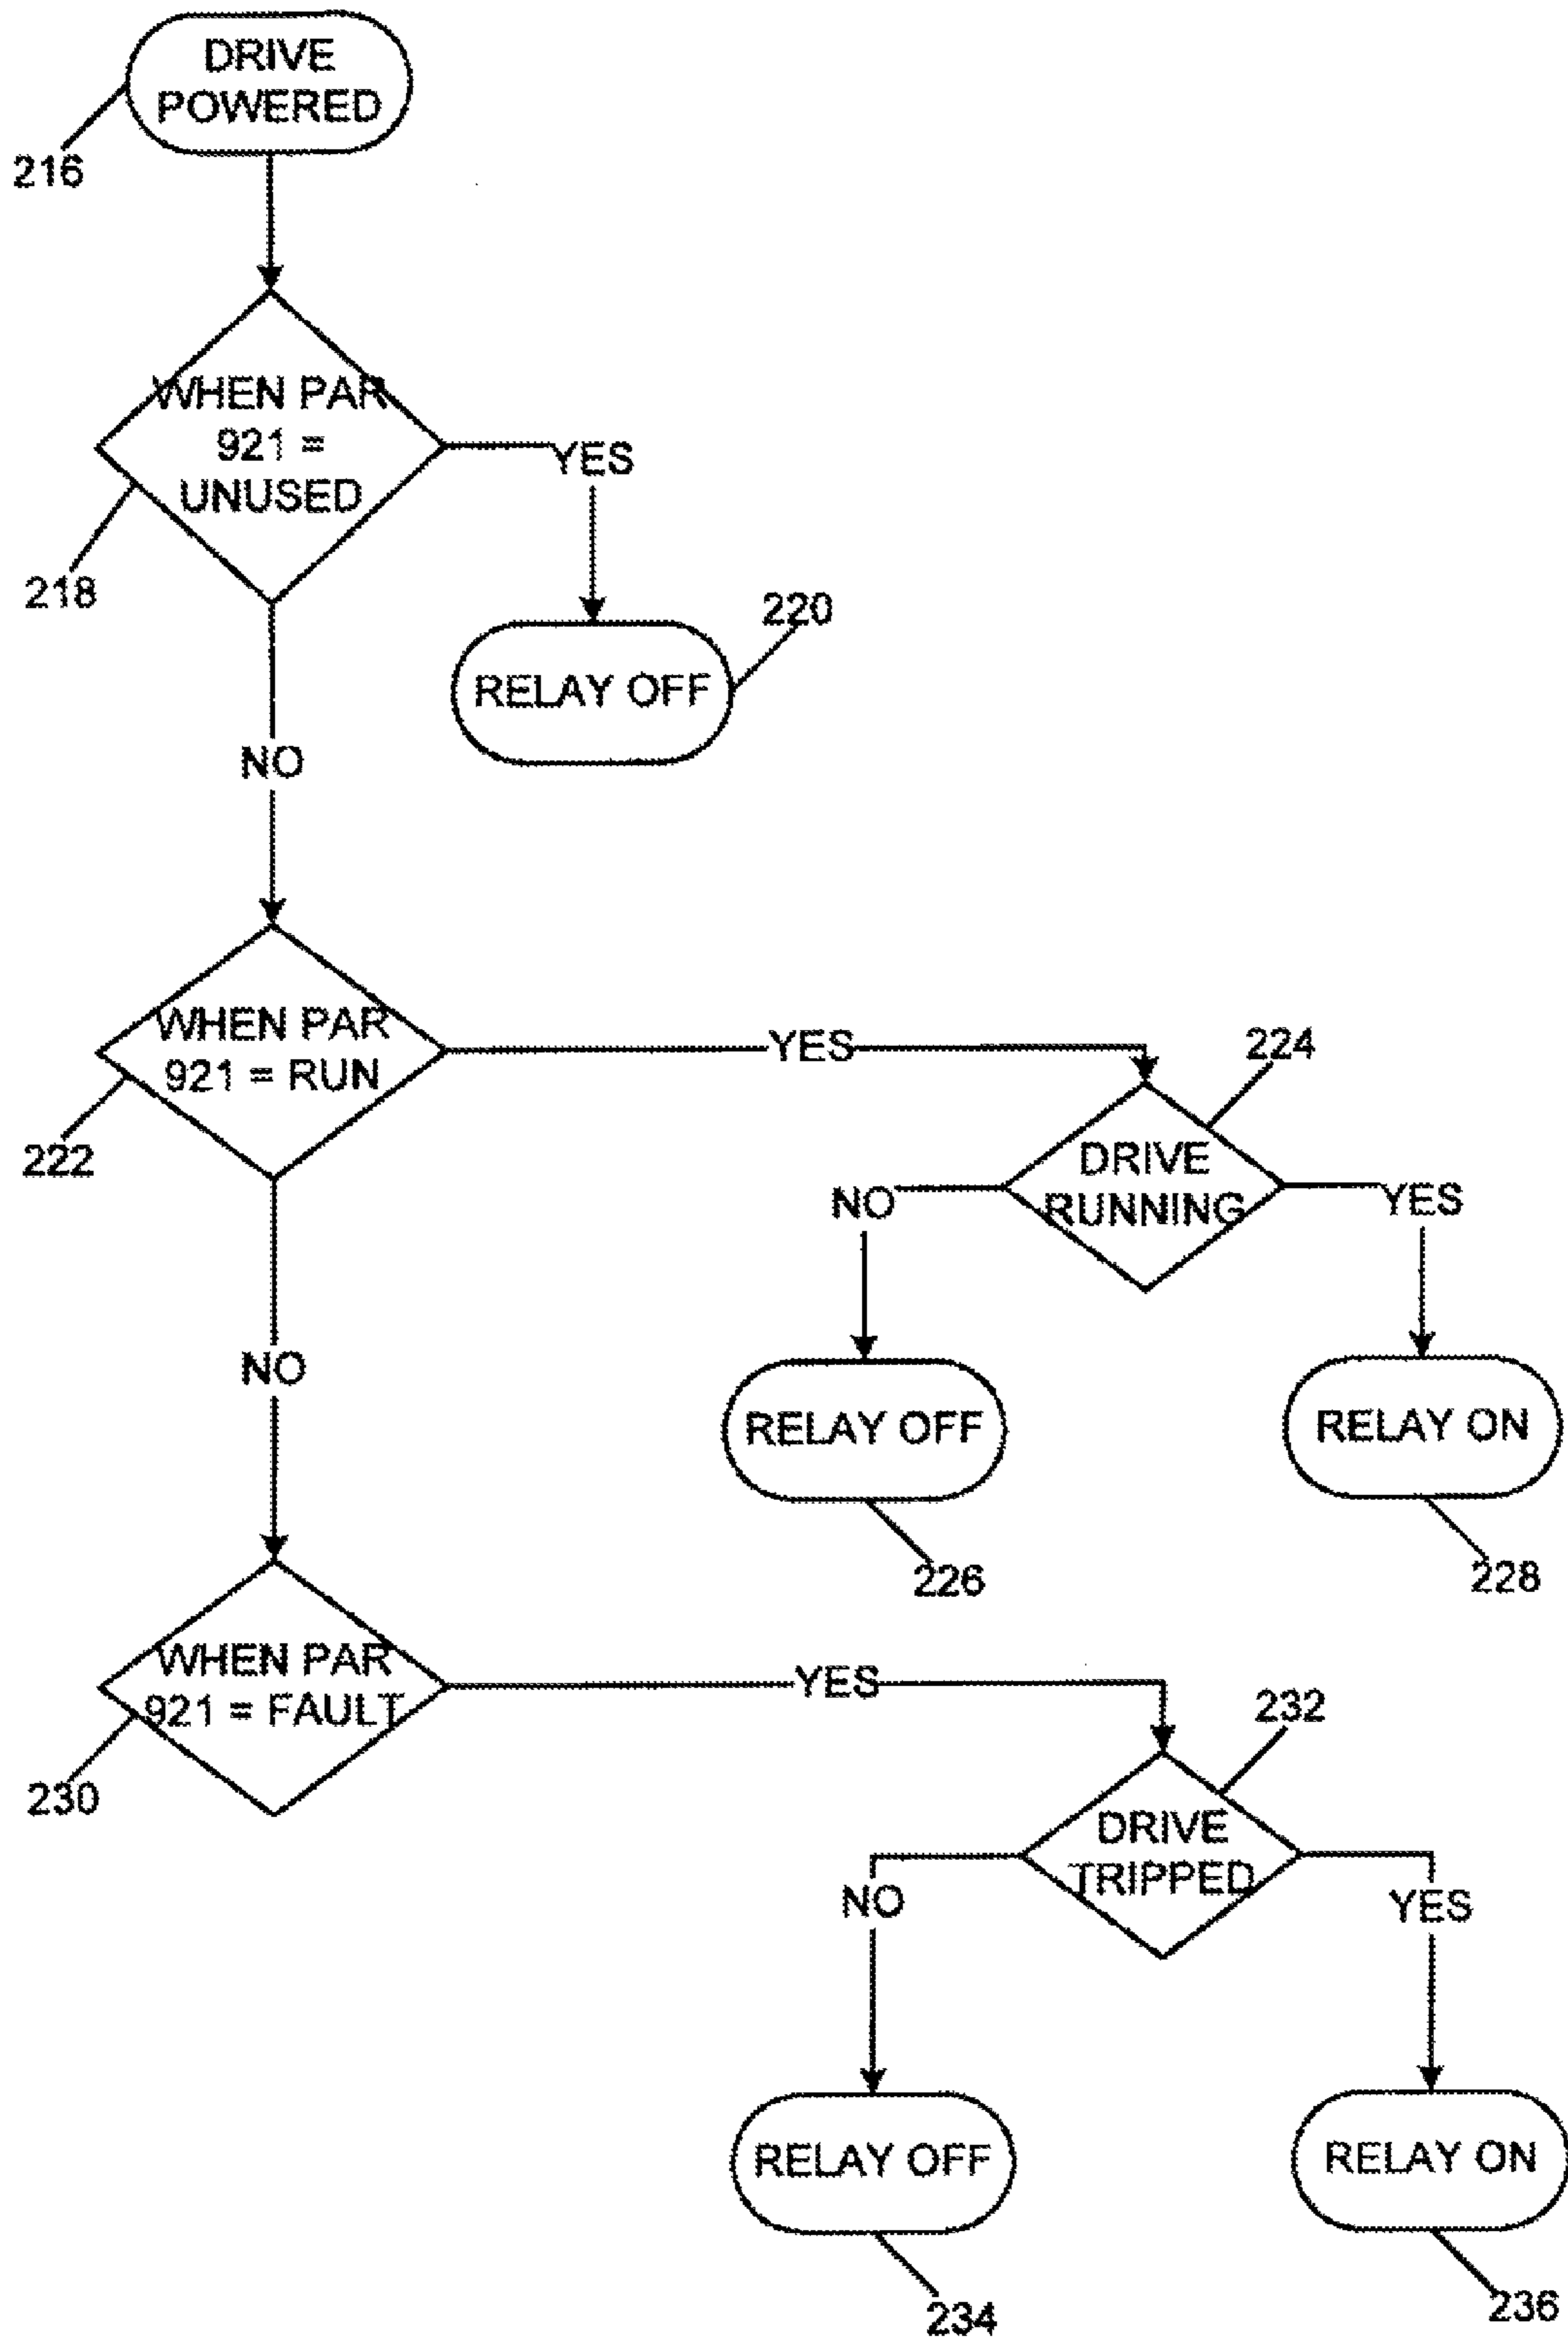 DRIVE
POWERED
216
WHEN PAR
921 =
UNUSED
YES
218
220
RELAY OFF
NO
WHEN PAR
921 = RUN
YES
224
222
DRIVE
RUNNING
NO
YES
NO
RELAY OFF
RELAY ON
226
228
WHEN PAR
921 = FAULT
YES
232
230
DRIVE
TRIPPED
NO
YES
RELAY OFF
RELAY ON
234
236